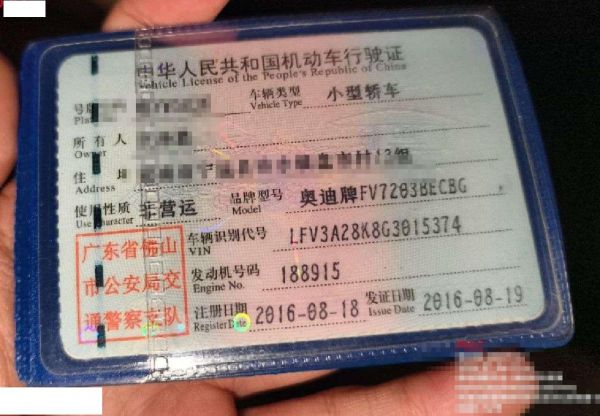 中华人民共和国机动车行驶证
Vehicle License of the People's Republic of China
车辆类型 小型轿车
Vehicle Type
所有人
Owner
住
Address
使用性质 非营运 品牌型号 奥迪牌FV7203BECBG
Use Character Model
广东省佛山
市公安局交
通警察支队
车辆识别代号 LFV3A28K8G3015374
VIN
发动机号码 188915
Engine No.
注册日期 2016-08-18 发证日期 2016-08-19
Register Date Issue Date